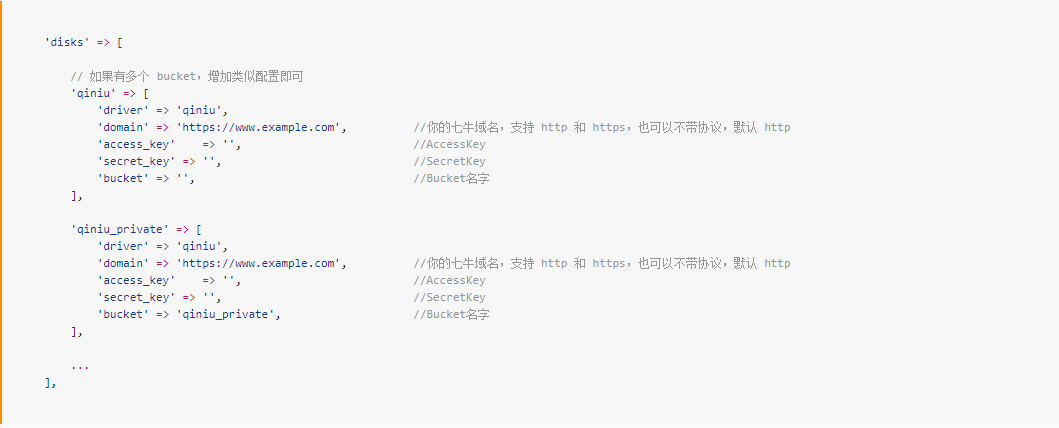 'disks' => [
// 如果有多个 bucket，增加类似配置即可
'qiniu' => [
'driver' => 'qiniu',
'domain' => 'https://www.example.com', //你的七牛域名，支持 http 和 https，也可以不带协议，默认 http
'access_key' => '', //AccessKey
'secret_key' => '', //SecretKey
'bucket' => '', //Bucket名字
],
'qiniu_private' => [
'driver' => 'qiniu',
'domain' => 'https://www.example.com', //你的七牛域名，支持 http 和 https，也可以不带协议，默认 http
'access_key' => '', //AccessKey
'secret_key' => '', //SecretKey
'bucket' => 'qiniu_private', //Bucket名字
],
...
],